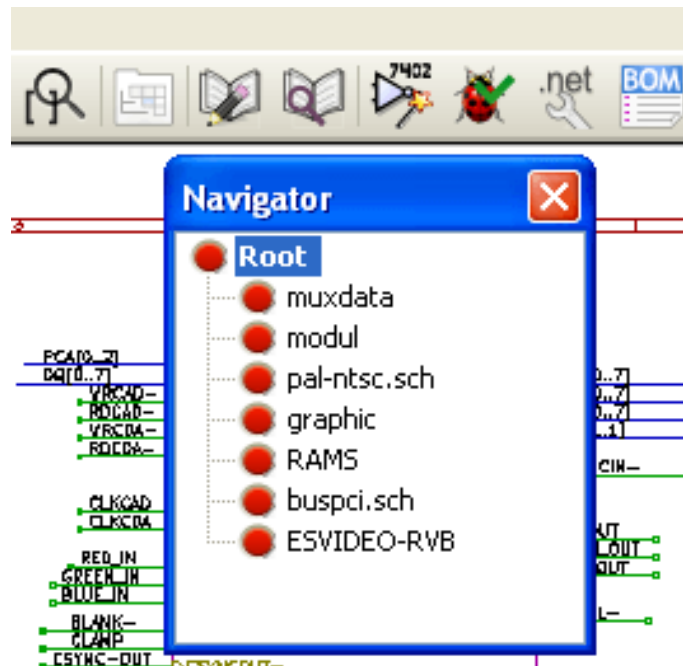 7402
.net
BOM
Navigator
Root
muxdata
modul
pal-ntsc.sch
graphic
RAMS
buspci.sch
ESVIDEO-RVB
PCA[0..2]
DQ[0..7]
VRCAD-
RDCAD-
VRCDA-
RDCDA-
CLKCAD
CLKCDA
RED_IN
GREEN_IN
BLUE_IN
BLANK-
CLAMP
CSYNC-OUT
CIN-